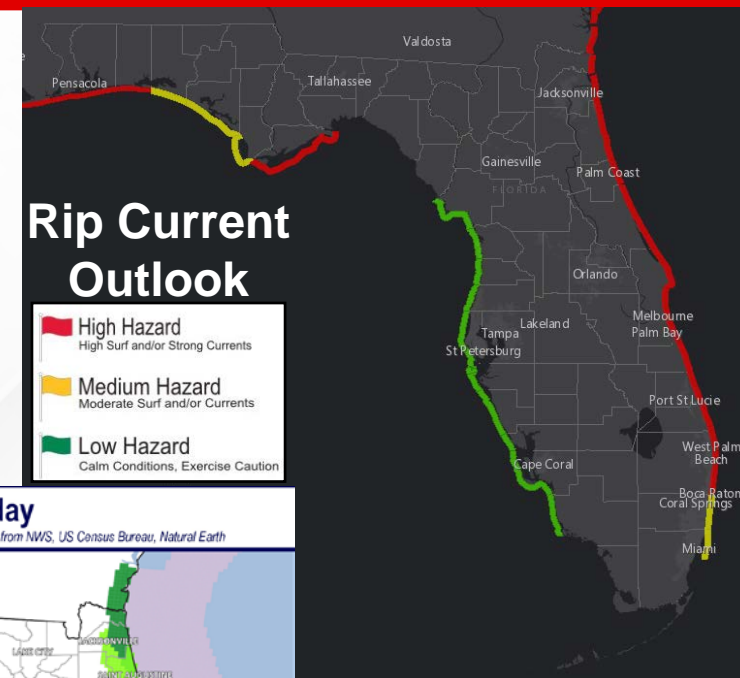 Valdosta
Pensacola
Tallahassee
Jacksonville
Gainesville
Palm Coast
FLORIDA
Rip Current
Outlook
Orlando
High Hazard
High Surf and/or Strong Currents
Melbourne
Palm Bay
Lakeland
Tampa
St Petersburg
Medium Hazard
Moderate Surf and/or Currents
Port St Lucie
Low Hazard
Calm Conditions, Exercise Caution
West Palm
Beach
Cape Coral
Boca Raton
Coral Springs
Miami
from NWS, US Census Bureau, Natural Earth
LAKE CITY
JACKSONVILLE
SAINT AUGUSTINE